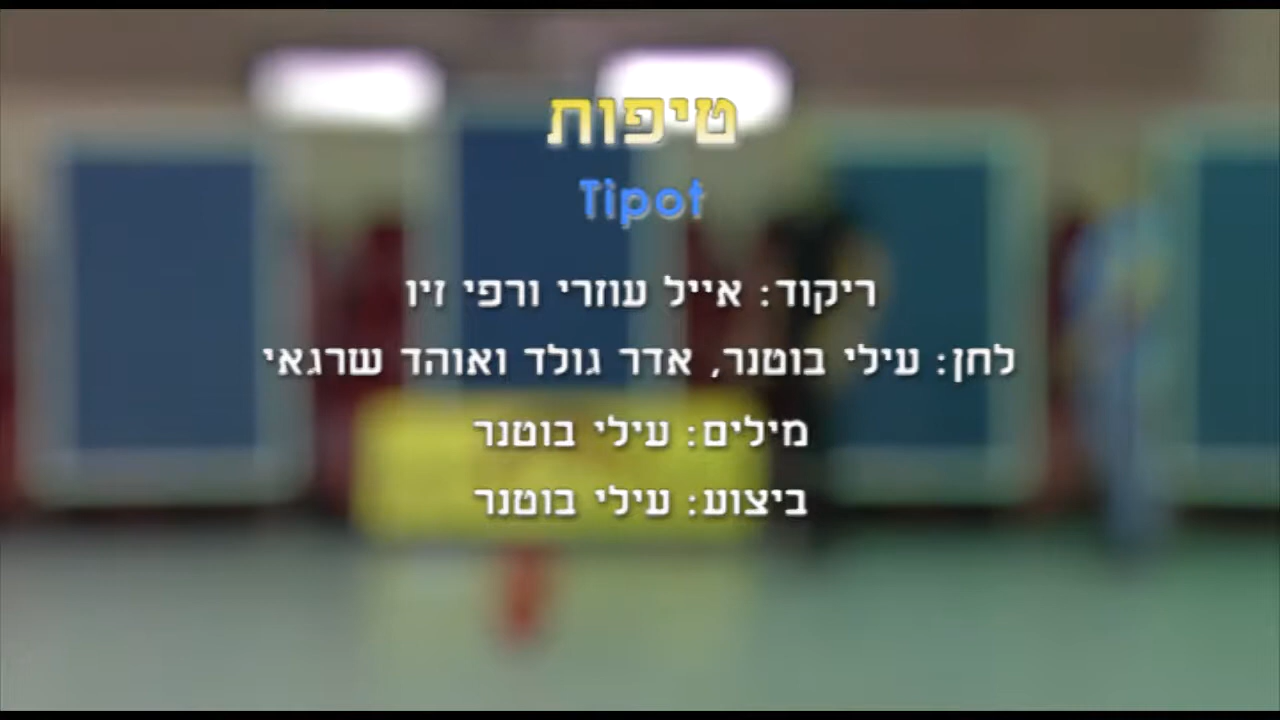 טיפות
Tipot
ריקוד: אייל עוזרי ורפי זיו
לחן: עילי בוטנר, אדר גולד ואוהד שרגאי
מילים: עילי בוטנר
ביצוע: עילי בוטנר